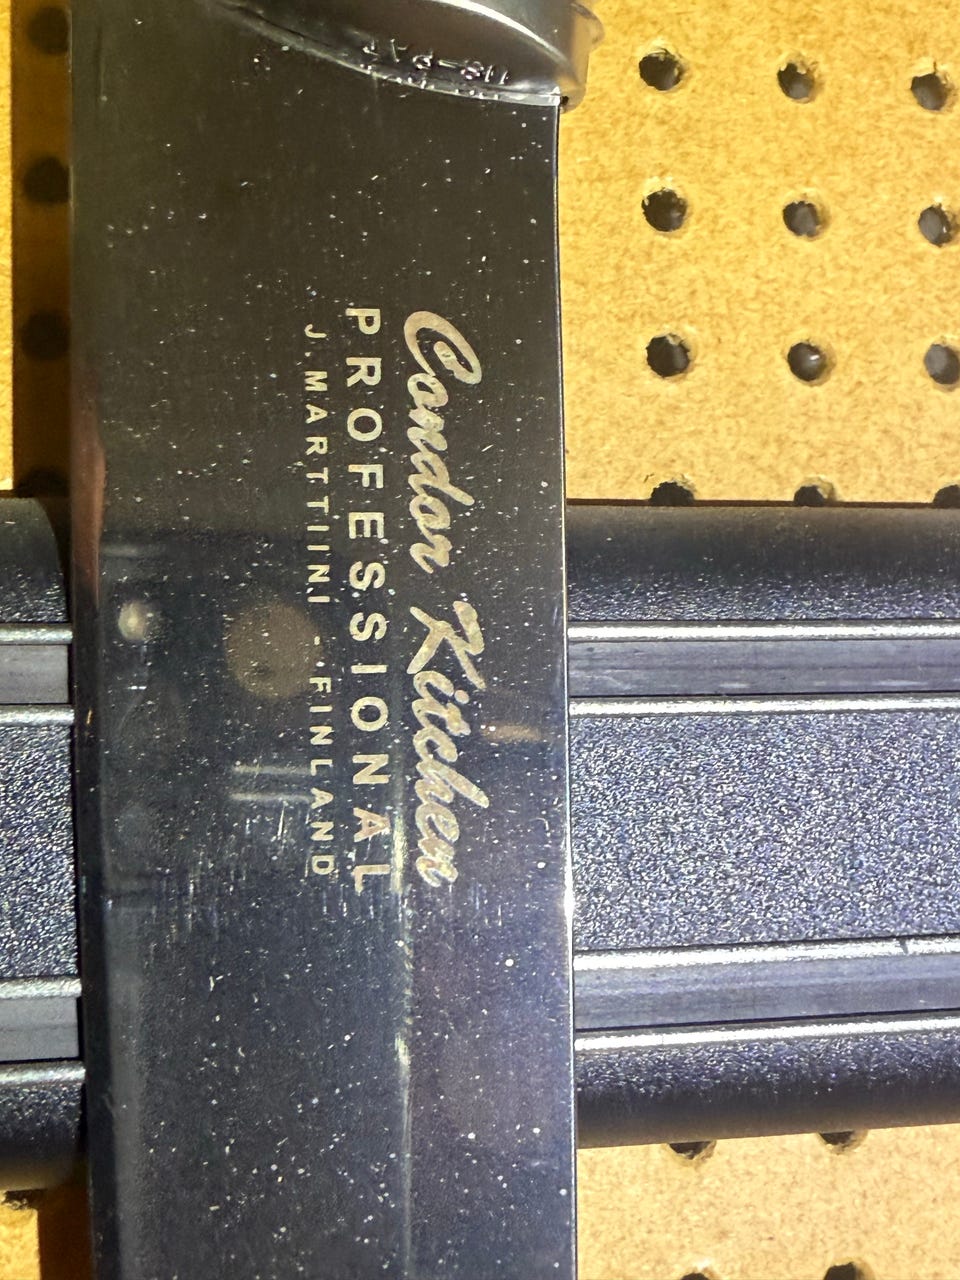 Condor Kitchen
PROFESSIONAL
J. MARTTIINI - FINLAND